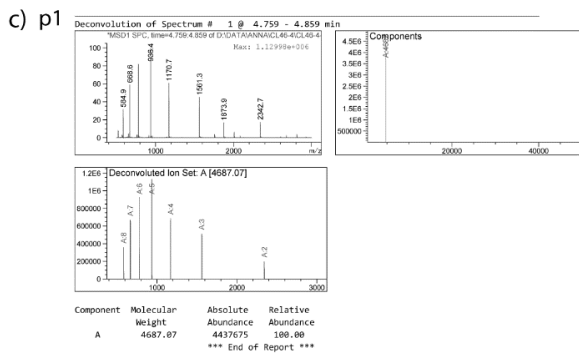 c) p1
Deconvolution of Spectrum # 1 @ 4.759 - 4.859 min
*MSD1 SPC, time=4.759:4.859 of D:\DATA\ANNA\CL46-4\CL46-4
Max: 1.12998e+006
100
80
60
40
20
0
584.9
668.6
936.4
1170.7
1561.3
1873.9
2342.7
1000
2000
m/z
Components
4.5E6
4E6
3.5E6
3E6
2.5E6
2E6
1.5E6
1E6
500000
20000
40000
Deconvoluted Ion Set: A [4687.07]
1.2E6
1E6
800000
600000
400000
200000
0
A:8
A:7
A:6
A:5
A:4
A:3
A:2
1000
2000
3000
Component Molecular Absolute Relative
Weight Abundance Abundance
A 4687.07 4437675 100.00
*** End of Report ***